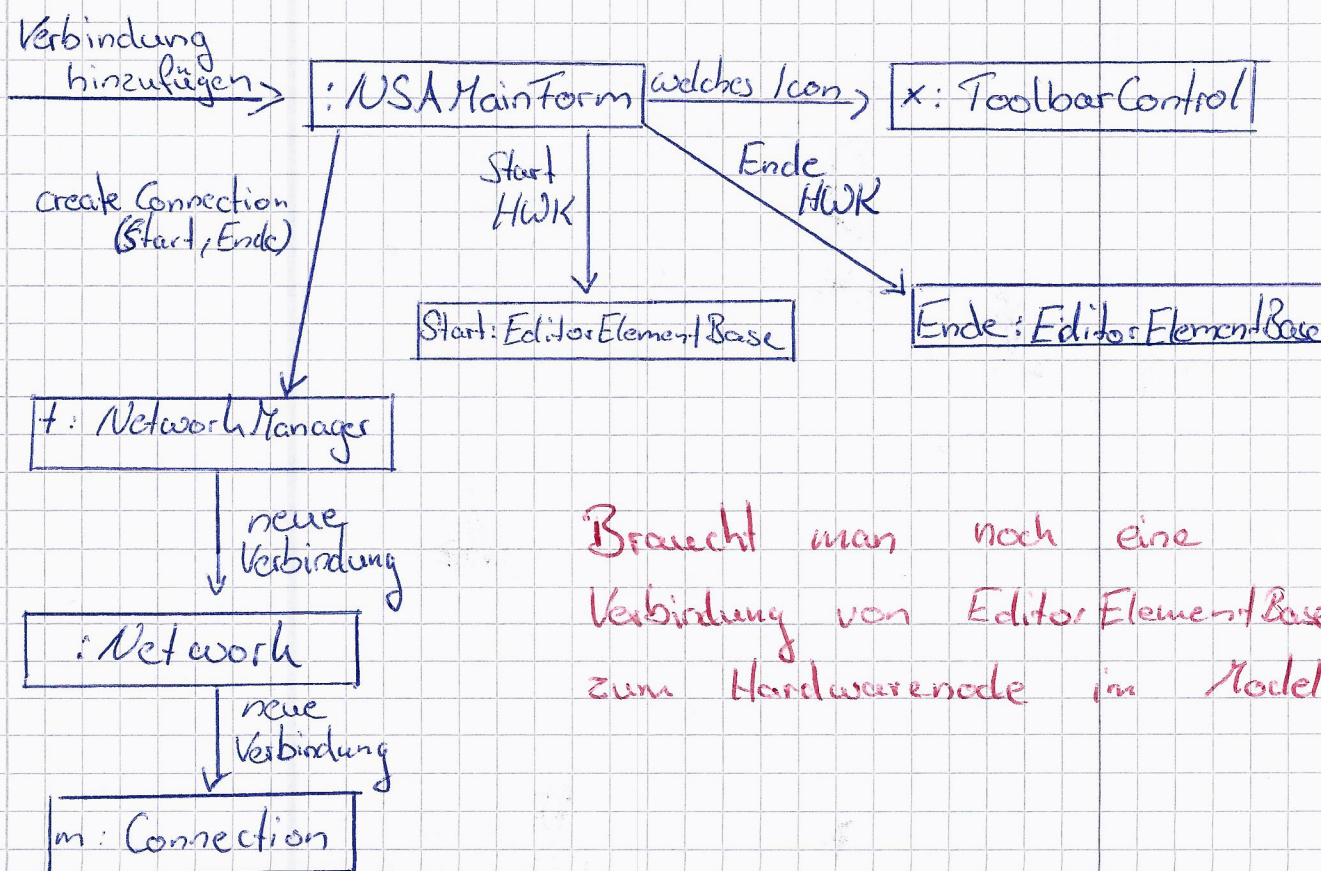 Verbindung
hinzufügen
:NSAMainForm
welches Icon
x: ToolbarControl
create Connection
(Start, Ende)
Start
HWK
Ende
HWK
Start: EditorElementBase
Ende: EditorElementBase
t: NetworkManager
neue
Verbindung
:Network
neue
Verbindung
m: Connection
Braucht man noch eine
Verbindung von EditorElementBase
zum Hardwarenode im Model